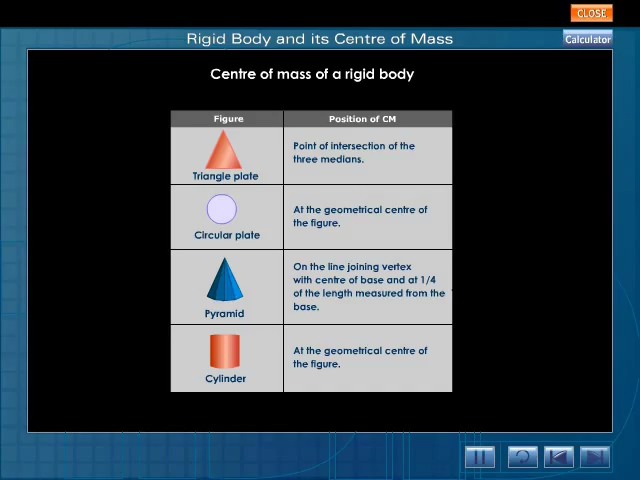 CLOSE
Rigid Body and its Centre of Mass
Calculator
Centre of mass of a rigid body
Figure
Position of CM
Triangle plate
Point of intersection of the
three medians.
Circular plate
At the geometrical centre of
the figure.
Pyramid
On the line joining vertex
with centre of base and at 1/4
of the length measured from the
base.
Cylinder
At the geometrical centre of
the figure.